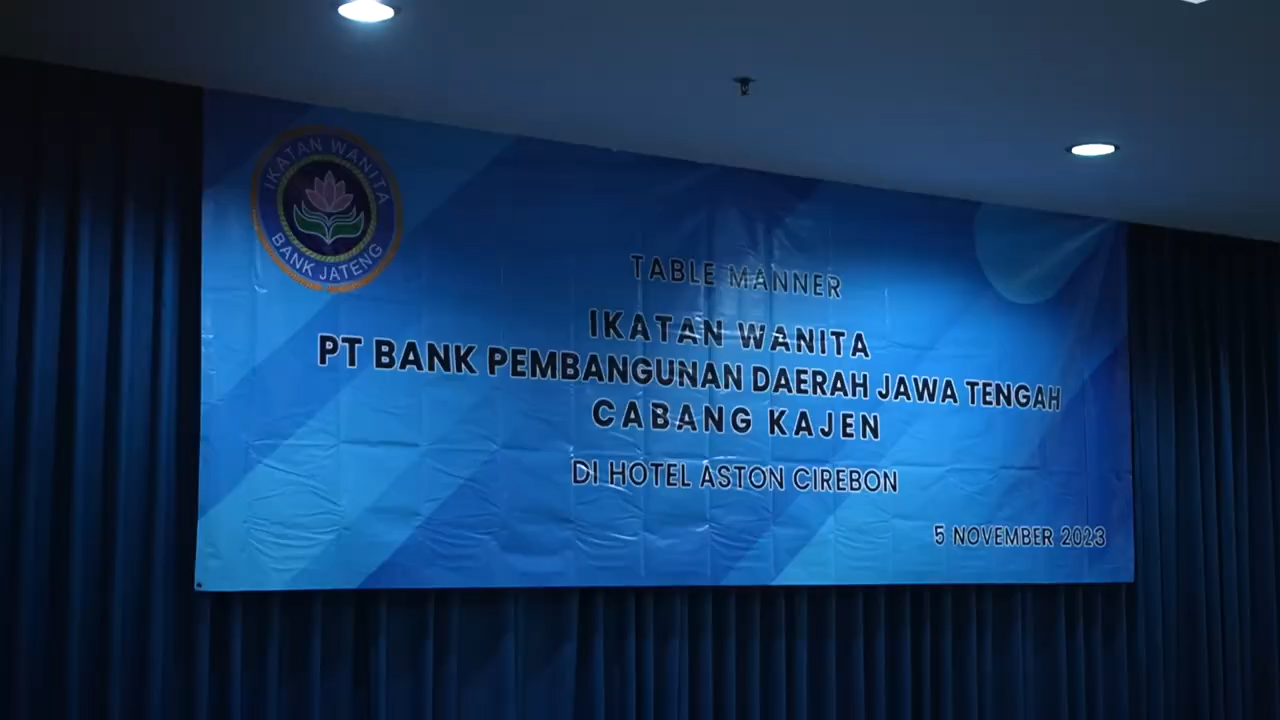 IKATAN WANITA
BANK JATENG
TABLE MANNER
IKATAN WANITA
PT BANK PEMBANGUNAN DAERAH JAWA TENGAH
CABANG KAJEN
DI HOTEL ASTON CIREBON
5 NOVEMBER 2023